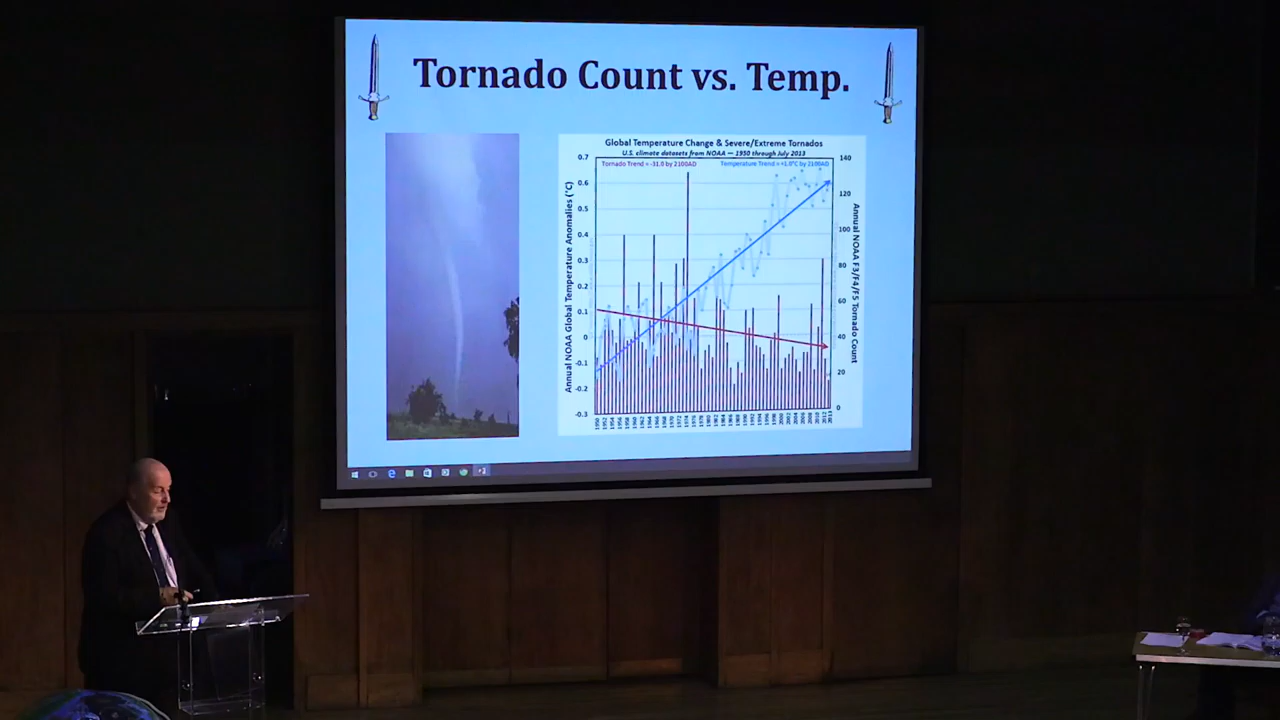 Tornado Count vs. Temp.
Global Temperature Change & Severe/Extreme Tornados
U.S. climate datasets from NOAA — 1950 through July 2013
Tornado Trend = -31.0 by 2100AD
Temperature Trend = +1.0°C by 2100AD
Annual NOAA Global Temperature Anomalies (°C)
0.7
0.6
0.5
0.4
0.3
0.2
0.1
0
-0.1
-0.2
-0.3
140
120
100
80
60
40
20
0
Annual NOAA F3/F4/F5 Tornado Count